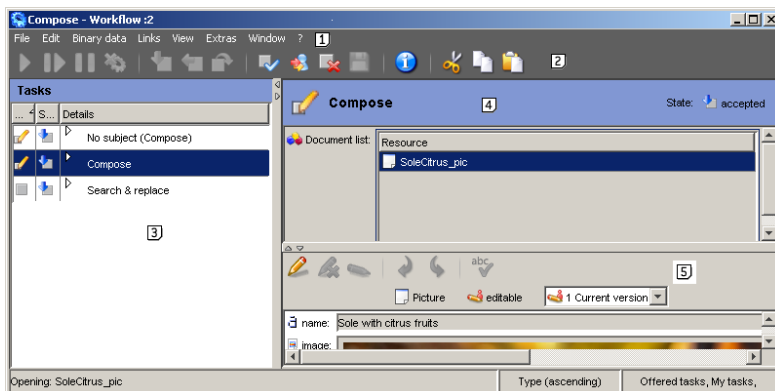 Compose - Workflow :2
File Edit Binary data Links View Extras Window ? 1
2
Tasks
... S... Details
No subject (Compose)
Compose
Search & replace
3
Compose 4 State: accepted
Document list: Resource
SoleCitrus_pic
abc
5
Picture editable 1 Current version
a name: Sole with citrus fruits
image:
Opening: SoleCitrus_pic Type (ascending) Offered tasks, My tasks,